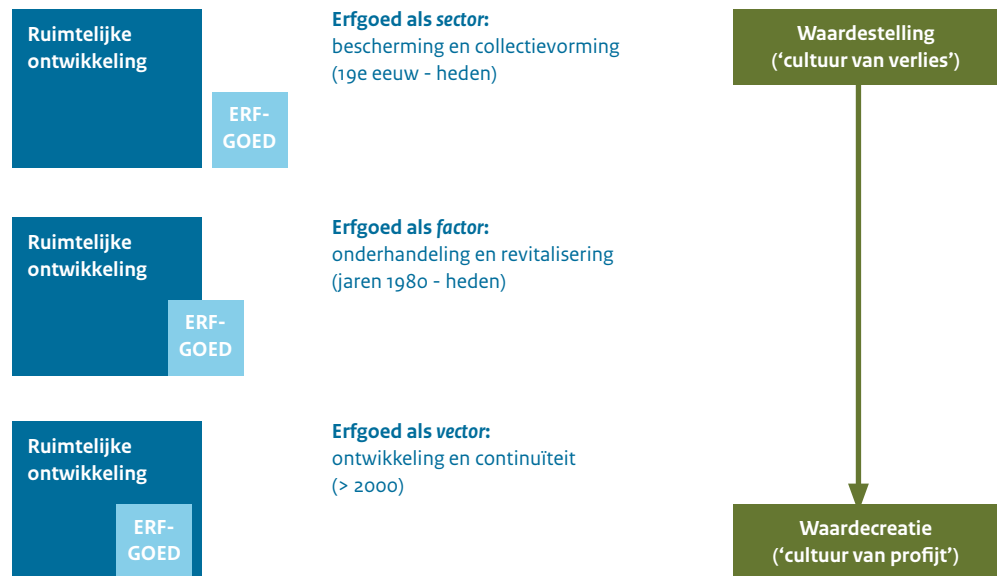 Ruimtelijke
ontwikkeling
ERF-
GOED
Erfgoed als sector:
bescherming en collectievorming
(19e eeuw - heden)
Waardestelling
(‘cultuur van verlies’)
Ruimtelijke
ontwikkeling
ERF-
GOED
Erfgoed als factor:
onderhandeling en revitalisering
(jaren 1980 - heden)
Ruimtelijke
ontwikkeling
ERF-
GOED
Erfgoed als vector:
ontwikkeling en continuïteit
(> 2000)
Waardecreatie
(‘cultuur van profijt’)